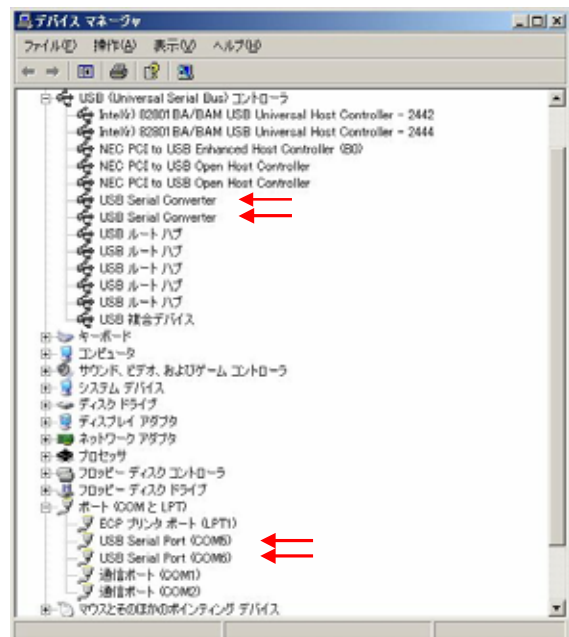 デバイス マネージャ
ファイル(F) 操作(A) 表示(V) ヘルプ(H)
USB (Universal Serial Bus) コントローラ
Intel(r) 82801BA/BAM USB Universal Host Controller - 2442
Intel(r) 82801BA/BAM USB Universal Host Controller - 2444
NEC PCI to USB Enhanced Host Controller (B0)
NEC PCI to USB Open Host Controller
NEC PCI to USB Open Host Controller
USB Serial Converter
USB Serial Converter
USB ルート ハブ
USB ルート ハブ
USB ルート ハブ
USB ルート ハブ
USB ルート ハブ
USB 複合デバイス
キーボード
コンピュータ
サウンド、ビデオ、およびゲーム コントローラ
システム デバイス
ディスク ドライブ
ディスプレイ アダプタ
ネットワーク アダプタ
プロセッサ
フロッピー ディスク コントローラ
フロッピー ディスク ドライブ
ポート (COM と LPT)
ECP プリンタ ポート (LPT1)
USB Serial Port (COM5)
USB Serial Port (COM6)
通信ポート (COM1)
通信ポート (COM2)
マウスとそのほかのポインティング デバイス